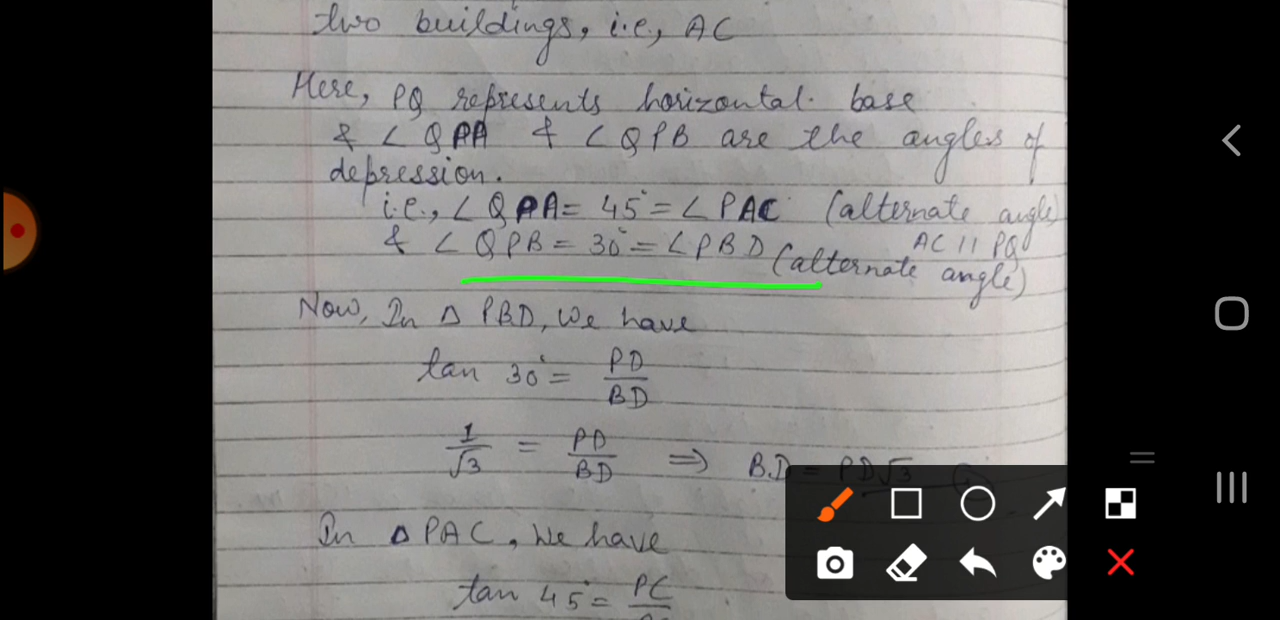 two buildings, i.e., AC
Here, PQ represents horizontal base
& ∠QPA & ∠QPB are the angles of
depression.
i.e., ∠QPA = 45° = ∠PAC (alternate angle)
AC || PQ
& ∠QPB = 30° = ∠PBD (alternate angle)
Now, In Δ PBD, We have
tan 30° = PD/BD
1/√3 = PD/BD ⇒ BD = PD√3
In Δ PAC, We have
tan 45° = PC